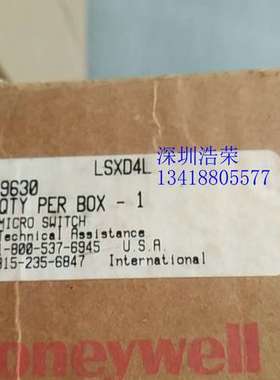 深圳浩荣
13418805577
LSXD4L
9630
QTY PER BOX - 1
MICRO SWITCH
Technical Assistance
1-800-537-6945 U.S.A.
815-235-6847 International
oneywell